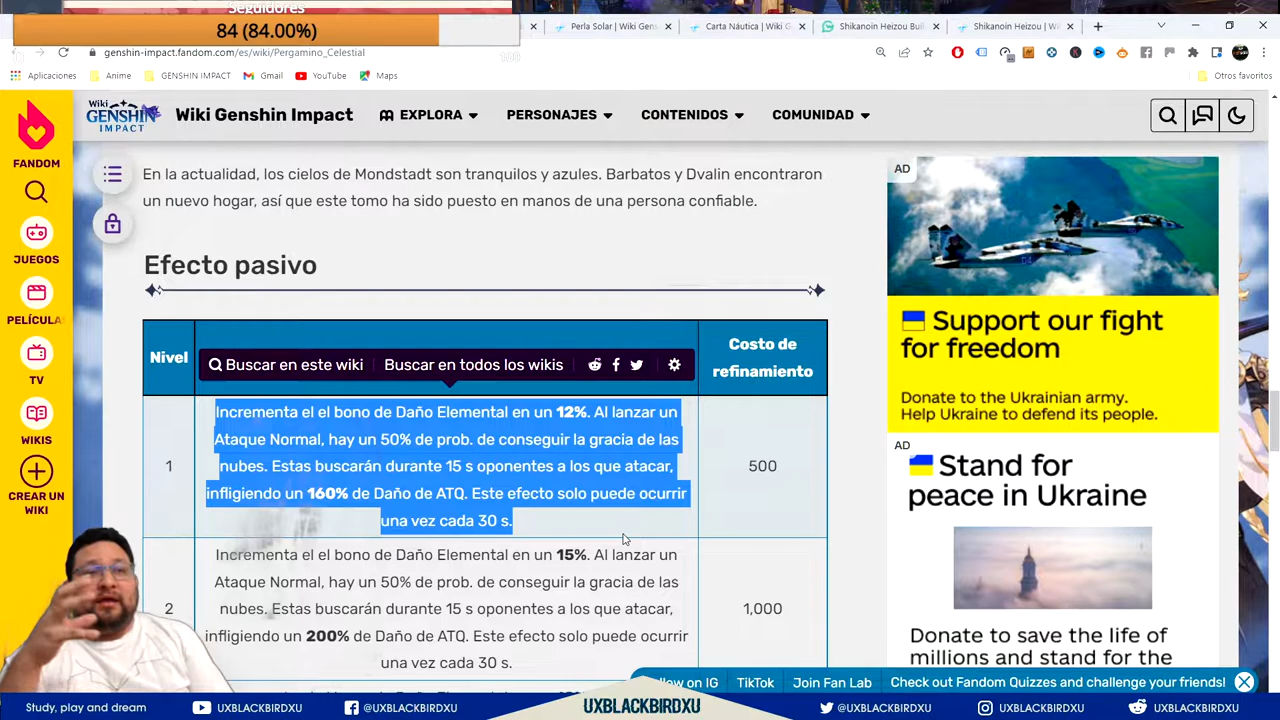 Seguidores
84 (84.00%)
100
Perla Solar | Wiki Gens
Carta Náutica | Wiki G
Shikanoin Heizou Buil
Shikanoin Heizou | Wi
genshin-impact.fandom.com/es/wiki/Pergamino_Celestial
Aplicaciones
Anime
GENSHIN IMPACT
Gmail
YouTube
Maps
Otros favoritos
Wiki
GENSHIN
IMPACT
Wiki Genshin Impact
EXPLORA
PERSONAJES
CONTENIDOS
COMUNIDAD
FANDOM
JUEGOS
PELÍCULA
TV
WIKIS
CREAR UN
WIKI
En la actualidad, los cielos de Mondstadt son tranquilos y azules. Barbatos y Dvalin encontraron
un nuevo hogar, así que este tomo ha sido puesto en manos de una persona confiable.
Efecto pasivo
Nivel
Costo de
refinamiento
Buscar en este wiki
Buscar en todos los wikis
1
Incrementa el el bono de Daño Elemental en un 12%. Al lanzar un
Ataque Normal, hay un 50% de prob. de conseguir la gracia de las
nubes. Estas buscarán durante 15 s oponentes a los que atacar,
infligiendo un 160% de Daño de ATQ. Este efecto solo puede ocurrir
una vez cada 30 s.
500
2
Incrementa el el bono de Daño Elemental en un 15%. Al lanzar un
Ataque Normal, hay un 50% de prob. de conseguir la gracia de las
nubes. Estas buscarán durante 15 s oponentes a los que atacar,
infligiendo un 200% de Daño de ATQ. Este efecto solo puede ocurrir
una vez cada 30 s.
1,000
AD
Support our fight
for freedom
Donate to the Ukrainian army.
Help Ukraine to defend its people.
AD
Stand for
peace in Ukraine
Donate to save the life of
millions and stand for the
llow on IG
TikTok
Join Fan Lab
Check out Fandom Quizzes and challenge your friends!
Study, play and dream
UXBLACKBIRDXU
@UXBLACKBIRDXU
UXBLACKBIRDXU
@UXBLACKBIRDXU
UXBLACKBIRDXU
UXBLACKBIRDXU